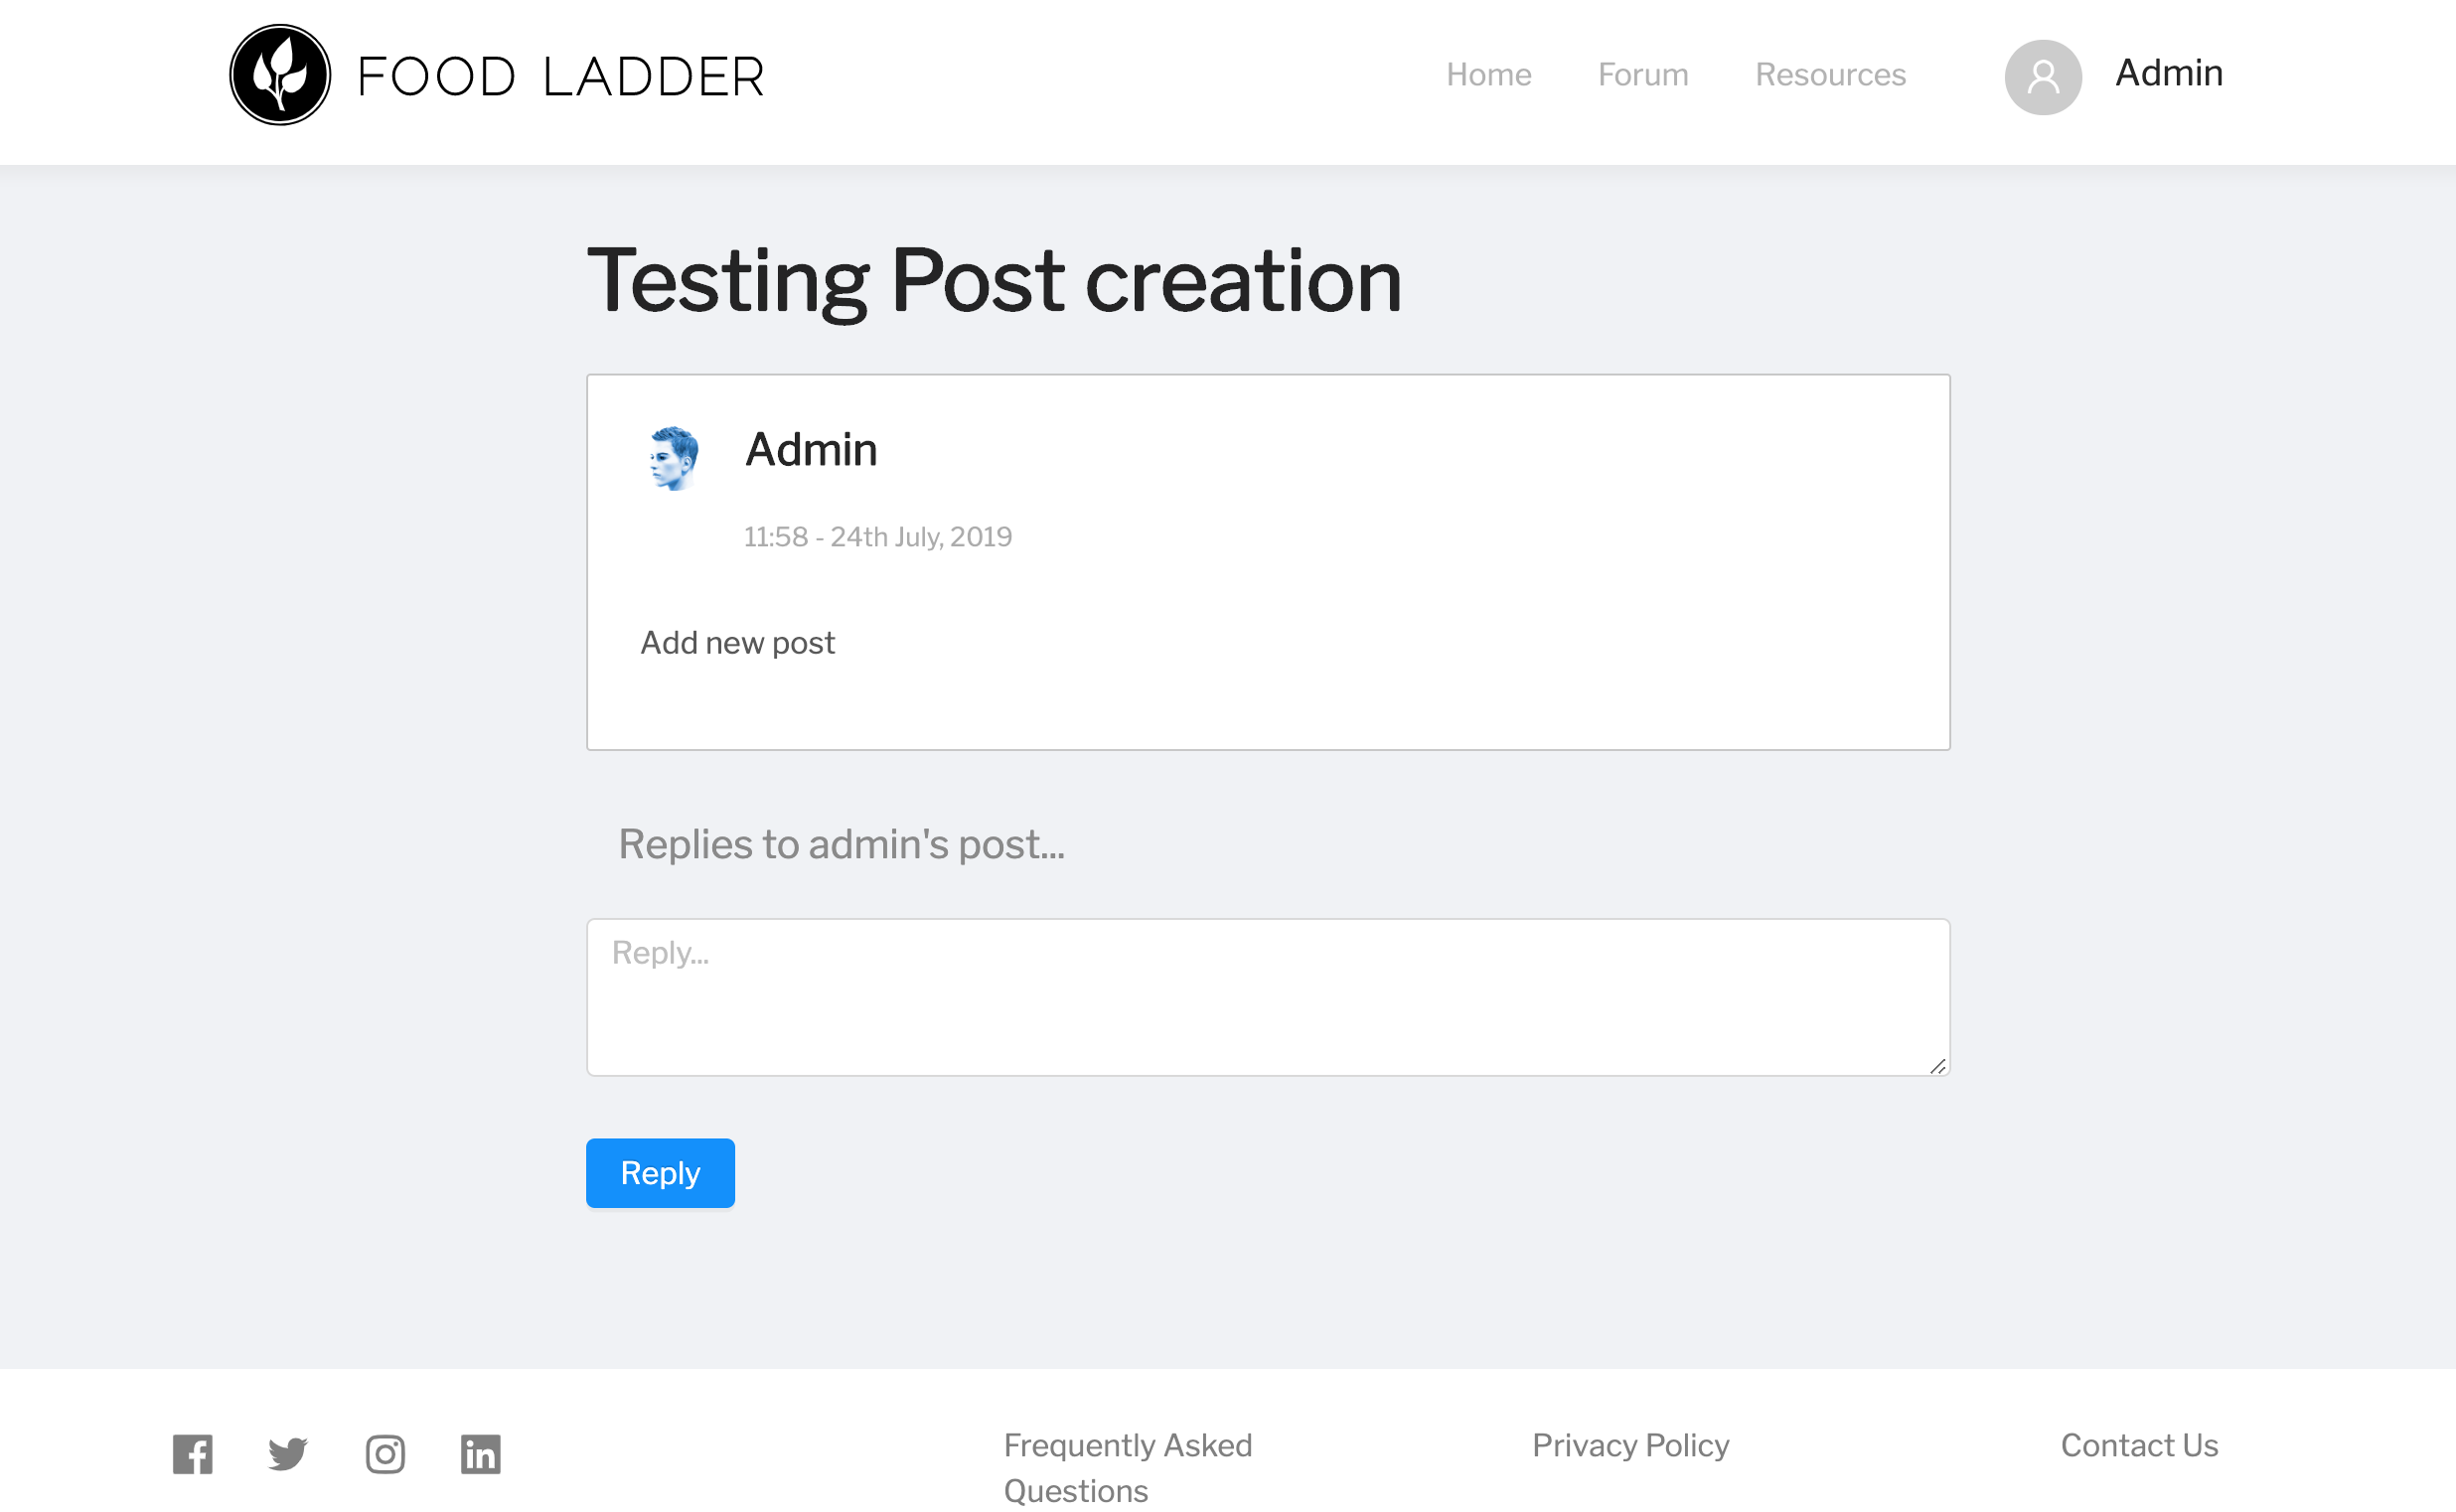 FOOD LADDER
Home Forum Resources Admin
Testing Post creation
Admin
11:58 - 24th July, 2019
Add new post
Replies to admin's post...
Reply...
Reply
Frequently Asked Privacy Policy Contact Us
Questions